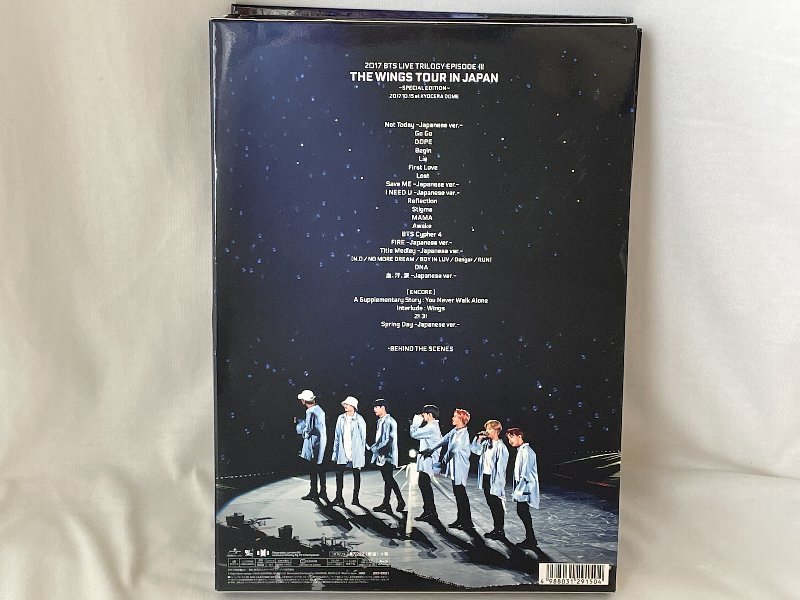 2017 BTS LIVE TRILOGY EPISODE III
THE WINGS TOUR IN JAPAN
~SPECIAL EDITION~
2017.10.15 at KYOCERA DOME
Not Today -Japanese ver.-
Go Go
DOPE
Begin
Lie
First Love
Lost
Save ME -Japanese ver.-
I NEED U -Japanese ver.-
Reflection
Stigma
MAMA
Awake
BTS Cypher 4
FIRE -Japanese ver.-
Title Medley -Japanese ver.-
[N.O / NO MORE DREAM / BOY IN LUV / Danger / RUN]
DNA
血、汗、涙 -Japanese ver.-
[ENCORE]
A Supplementary Story : You Never Walk Alone
Interlude : Wings
21 3!
Spring Day -Japanese ver.-
-BEHIND THE SCENES
4 988031 291504